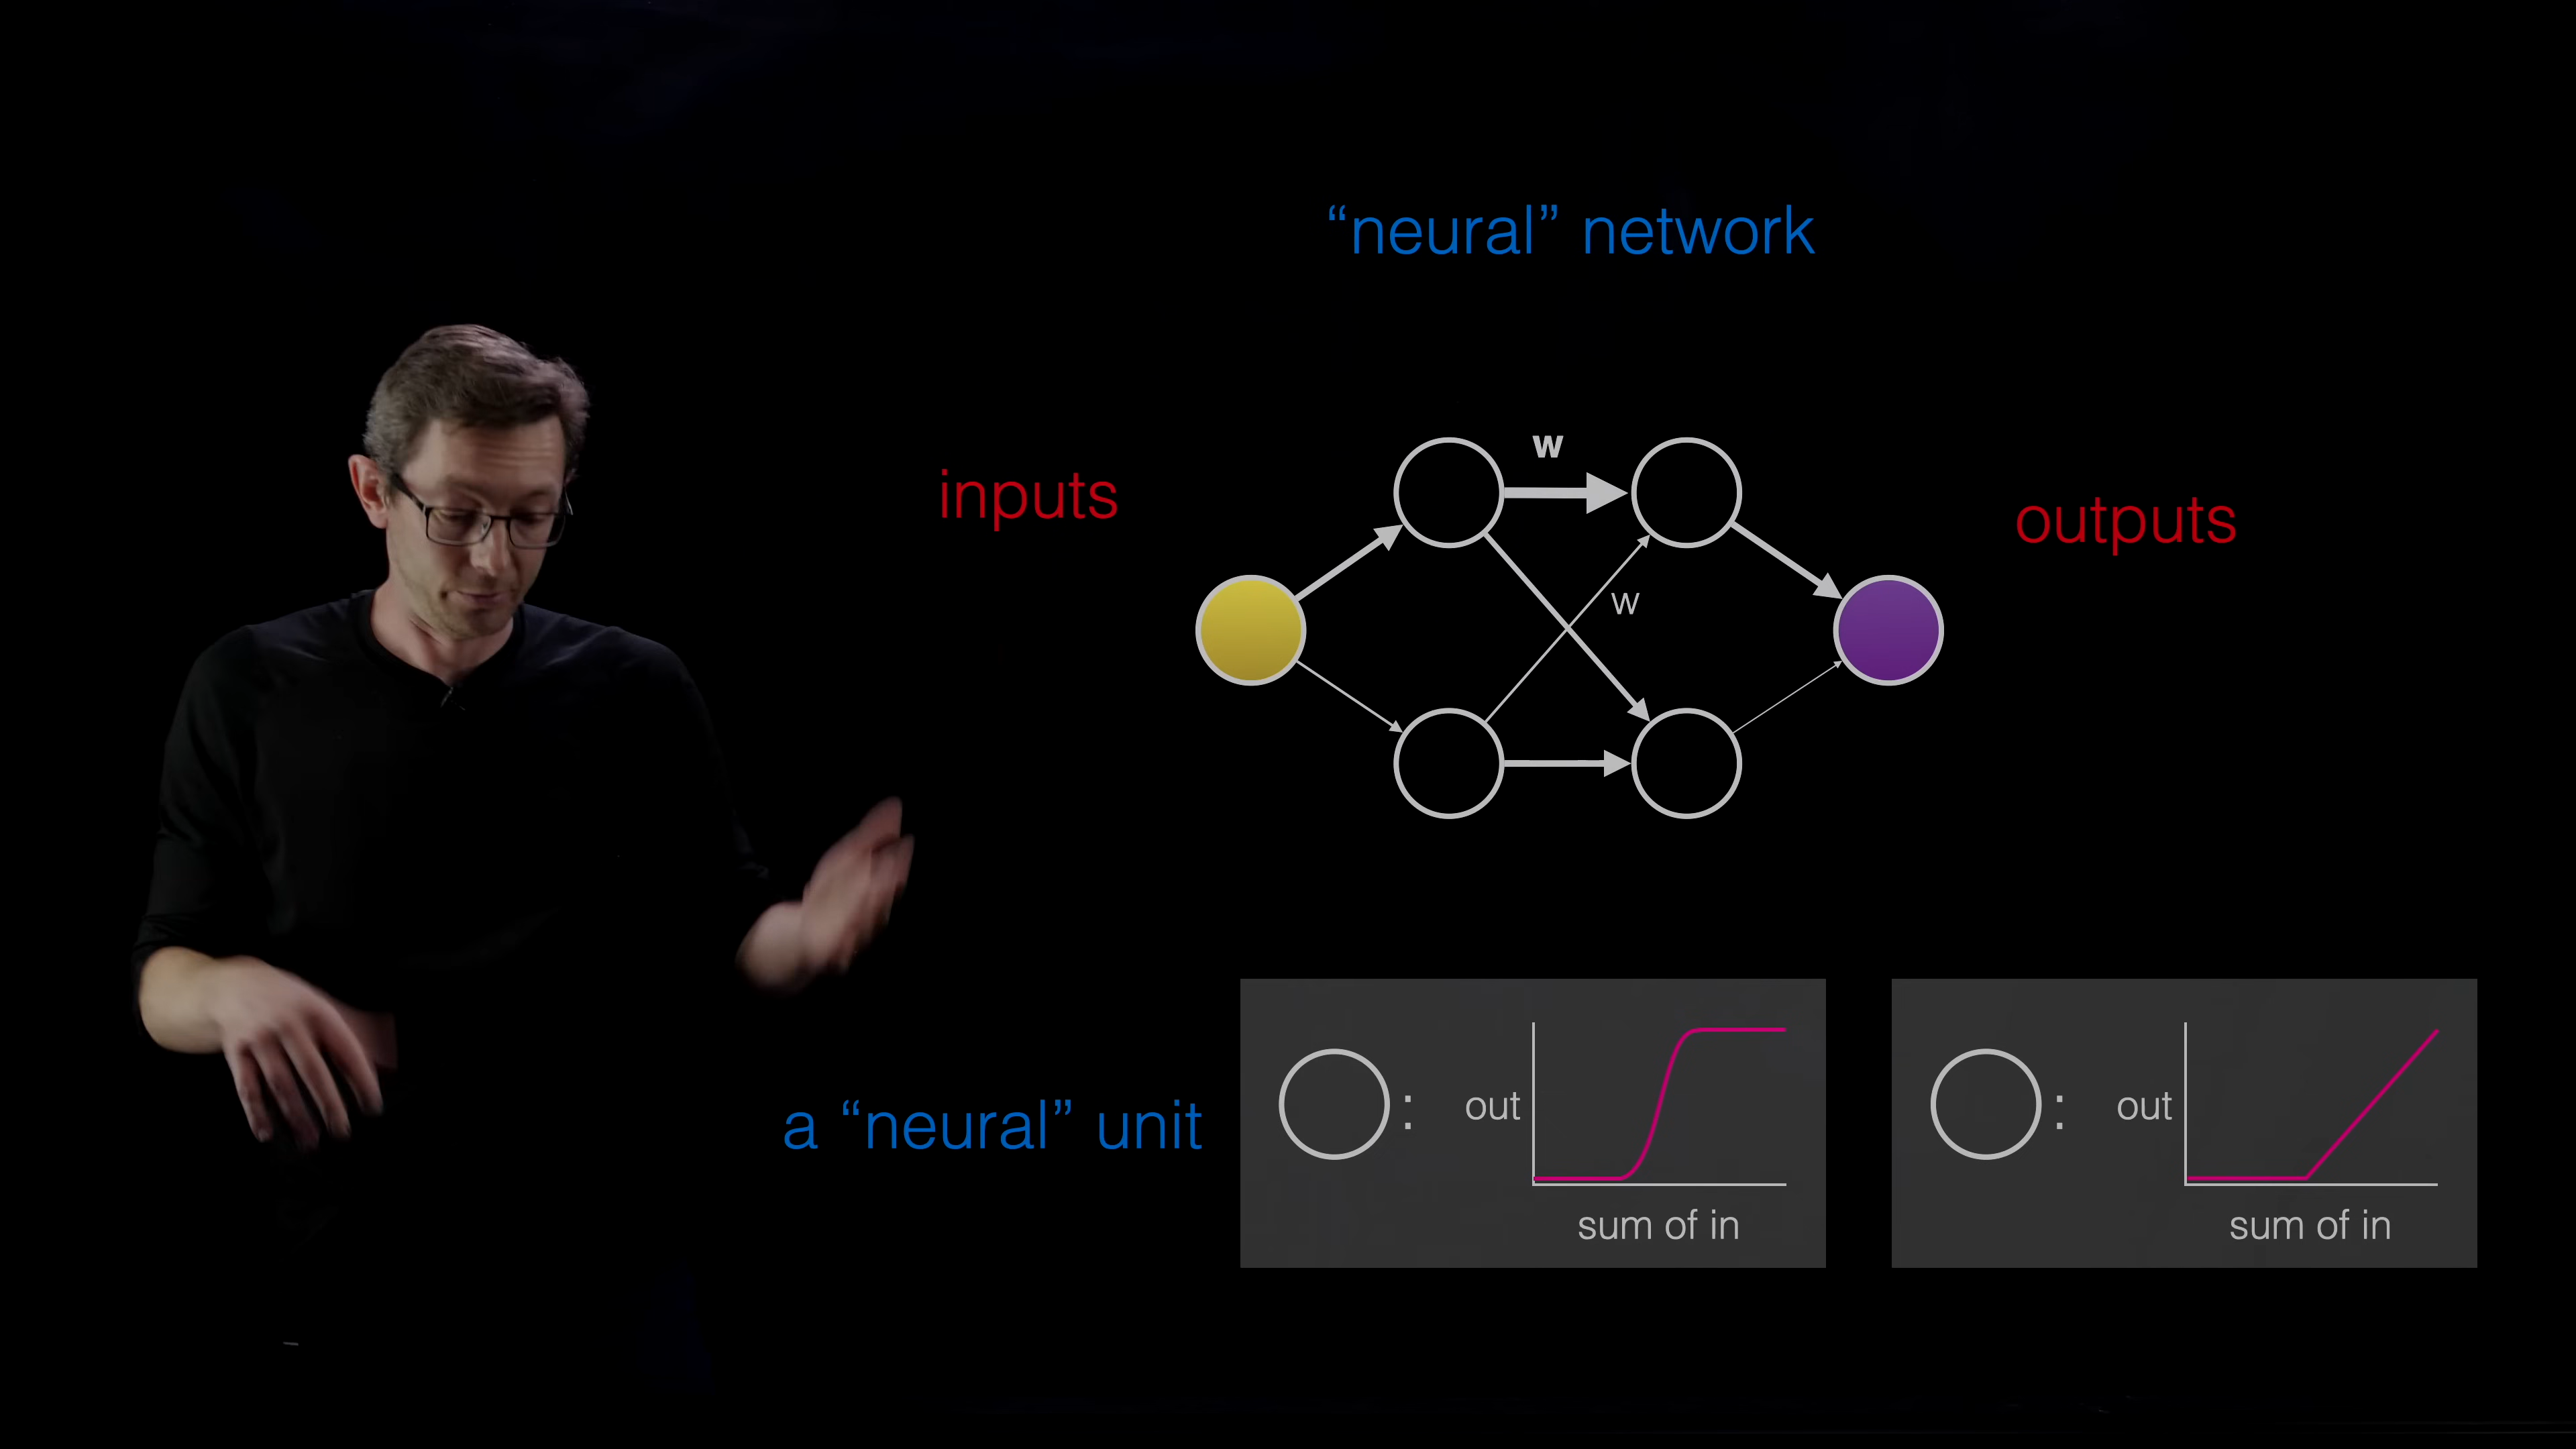 “neural” network
inputs
w
outputs
w
a “neural” unit
: out
sum of in
: out
sum of in